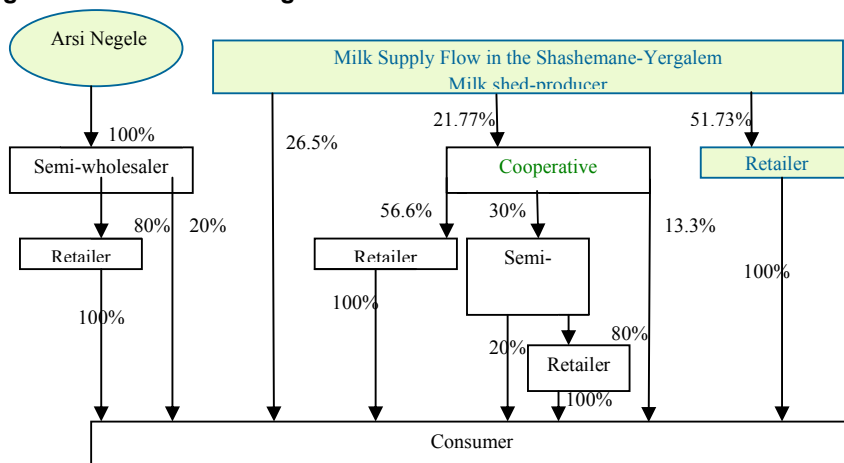 Arsi Negele
Milk Supply Flow in the Shashemane-Yergalem
Milk shed-producer
100%
26.5%
21.77%
51.73%
Semi-wholesaler
Cooperative
Retailer
80%
20%
56.6%
30%
13.3%
Retailer
Retailer
Semi-
100%
100%
100%
20%
80%
Retailer
100%
Consumer